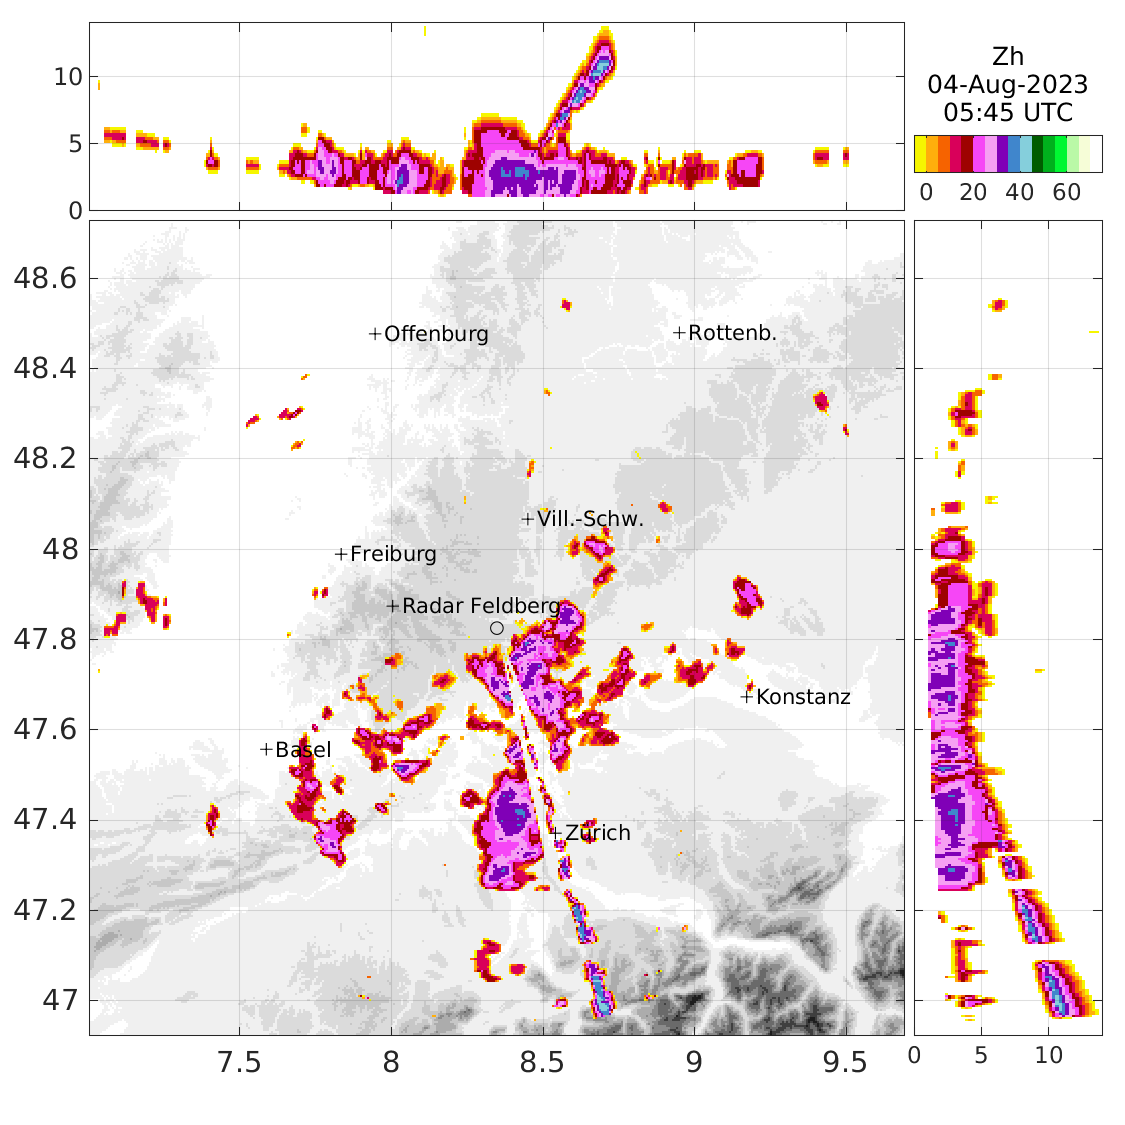 Zh
04-Aug-2023
05:45 UTC
0 20 40 60
10
5
0
48.6
48.4
48.2
48
47.8
47.6
47.4
47.2
47
+Offenburg
+Rottenb.
+Vill.-Schw.
+Freiburg
+Radar Feldberg
+Konstanz
+Basel
+Zurich
7.5 8 8.5 9 9.5
0 5 10